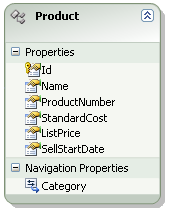 Product
Properties
Id
Name
ProductNumber
StandardCost
ListPrice
SellStartDate
Navigation Properties
Category